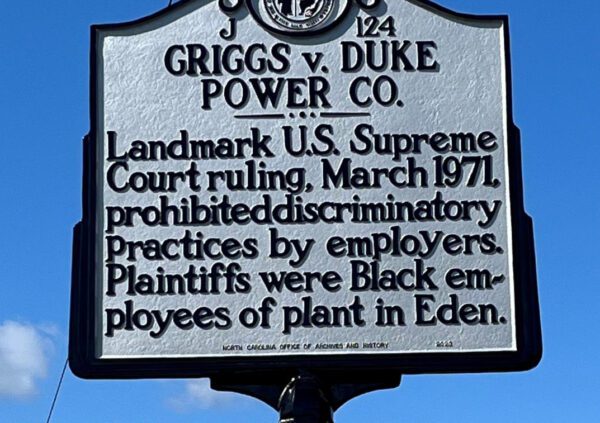 J 124
GRIGGS v. DUKE
POWER CO.
Landmark U.S. Supreme
Court ruling, March 1971,
prohibited discriminatory
practices by employers.
Plaintiffs were Black em-
ployees of plant in Eden.
NORTH CAROLINA OFFICE OF ARCHIVES AND HISTORY 2020